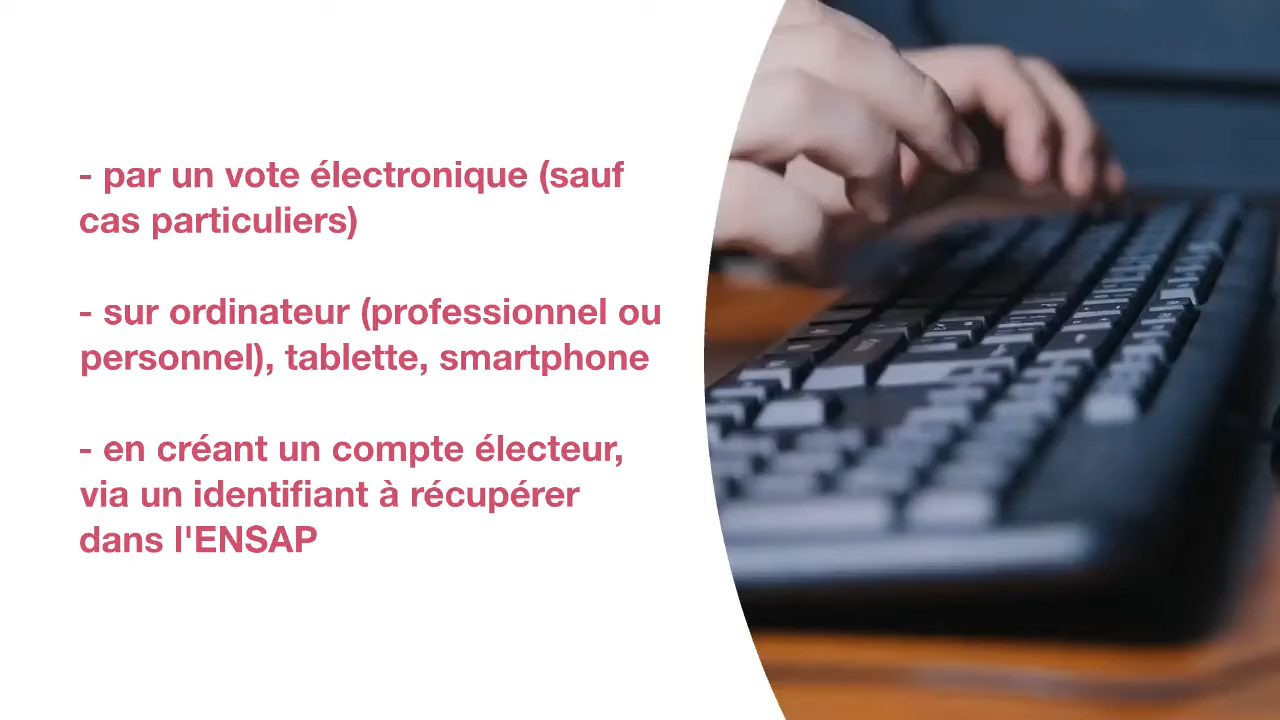 - par un vote électronique (sauf
cas particuliers)
- sur ordinateur (professionnel ou
personnel), tablette, smartphone
- en créant un compte électeur,
via un identifiant à récupérer
dans l'ENSAP